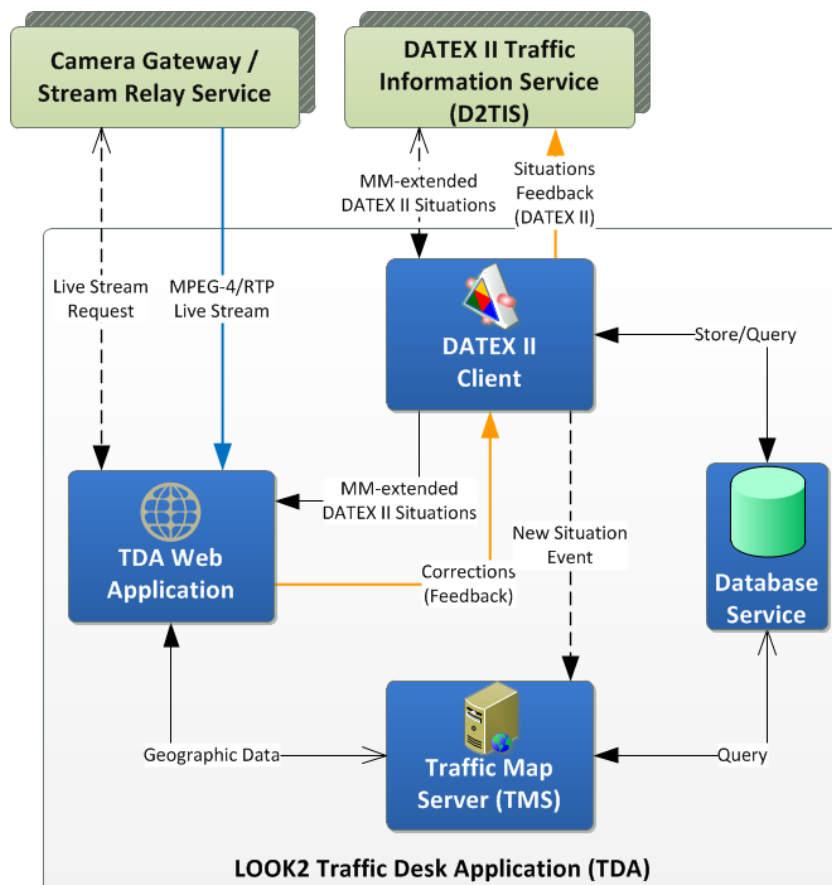 Camera Gateway /
Stream Relay Service
DATEX II Traffic
Information Service
(D2TIS)
MM-extended
DATEX II Situations
Situations
Feedback
(DATEX II)
Live Stream
Request
MPEG-4/RTP
Live Stream
DATEX II
Client
Store/Query
MM-extended
DATEX II Situations
TDA Web
Application
New Situation
Event
Corrections
(Feedback)
Database
Service
Geographic Data
Traffic Map
Server (TMS)
Query
LOOK2 Traffic Desk Application (TDA)